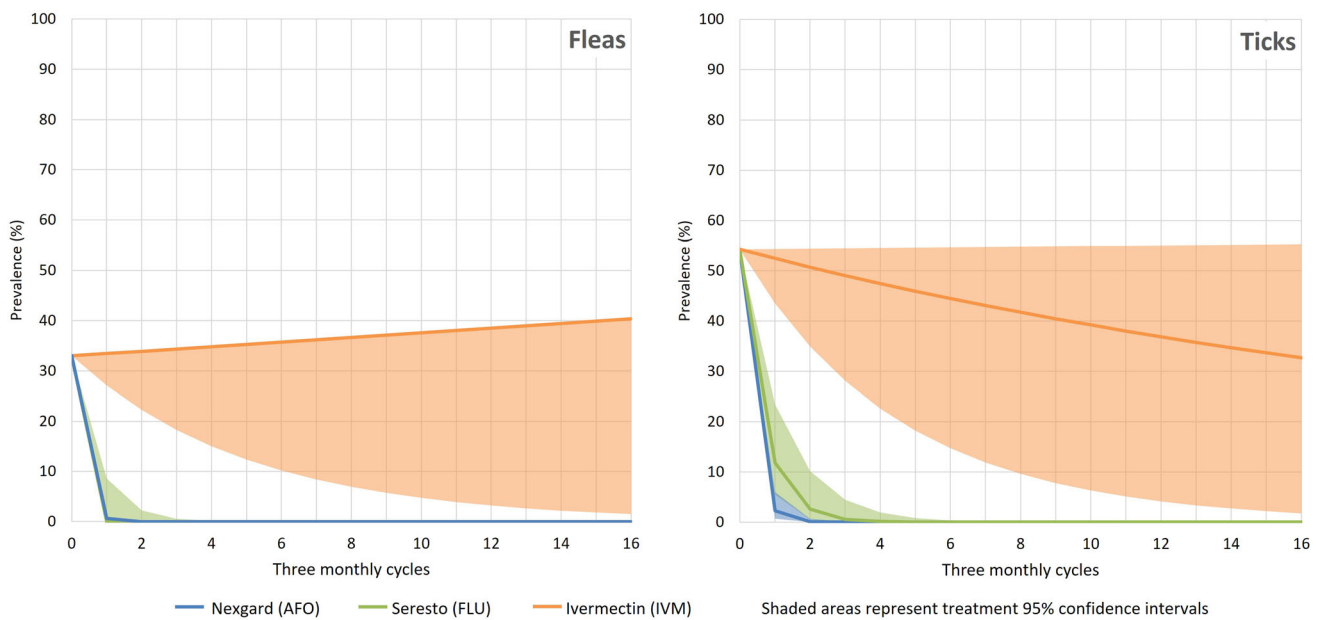 Fleas
100
90
80
70
60
50
40
30
20
10
0
Prevalence (%)
0 2 4 6 8 10 12 14 16
Three monthly cycles
Ticks
100
90
80
70
60
50
40
30
20
10
0
Prevalence (%)
0 2 4 6 8 10 12 14 16
Three monthly cycles
Nexgard (AFO) Seresto (FLU) Ivermectin (IVM) Shaded areas represent treatment 95% confidence intervals